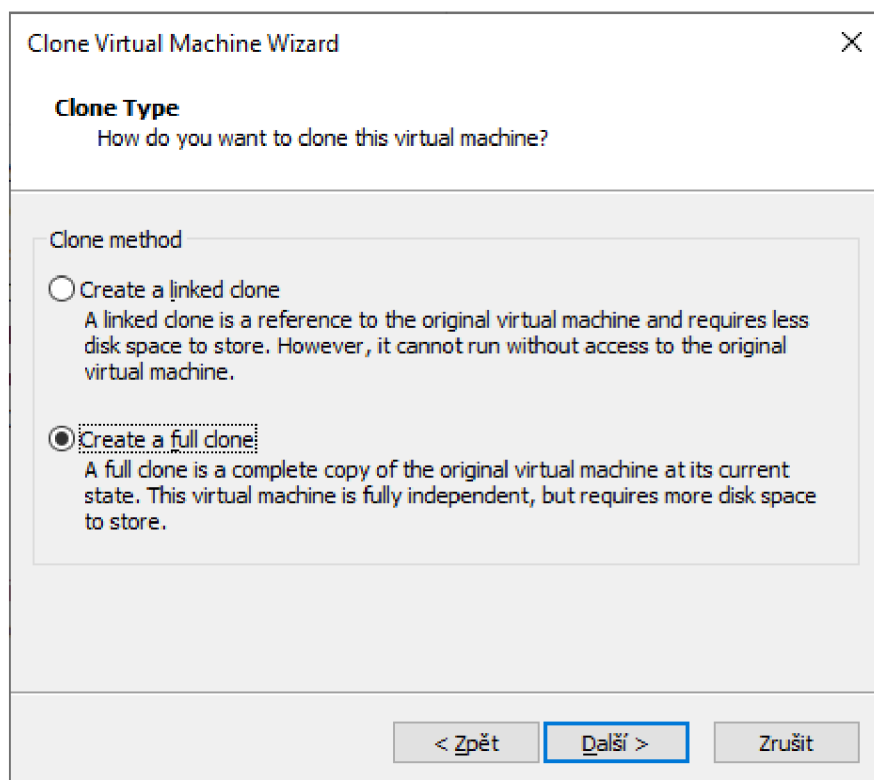 Clone Virtual Machine Wizard
Clone Type
How do you want to clone this virtual machine?
Clone method
Create a linked clone
A linked clone is a reference to the original virtual machine and requires less
disk space to store. However, it cannot run without access to the original
virtual machine.
Create a full clone
A full clone is a complete copy of the original virtual machine at its current
state. This virtual machine is fully independent, but requires more disk space
to store.
< Zpět
Další >
Zrušit